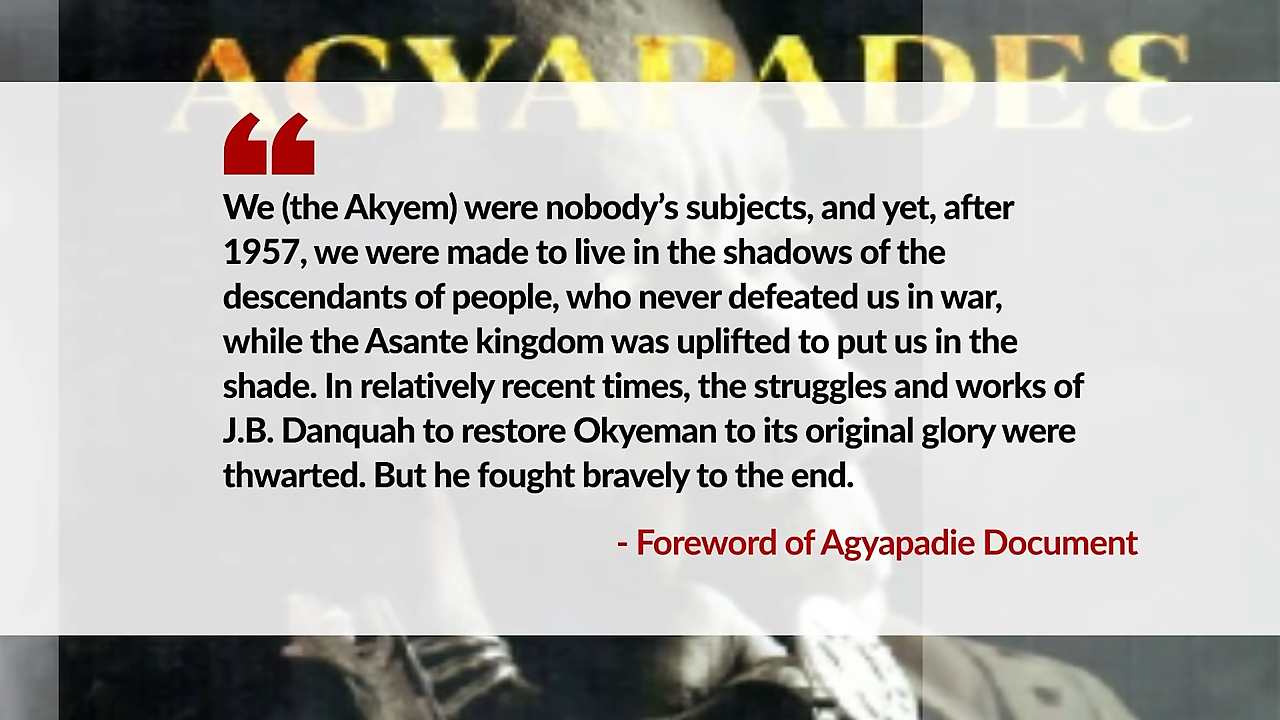 AGYAPADEƐ
“
We (the Akyem) were nobody’s subjects, and yet, after
1957, we were made to live in the shadows of the
descendants of people, who never defeated us in war,
while the Asante kingdom was uplifted to put us in the
shade. In relatively recent times, the struggles and works of
J.B. Danquah to restore Okyeman to its original glory were
thwarted. But he fought bravely to the end.
- Foreword of Agyapadie Document